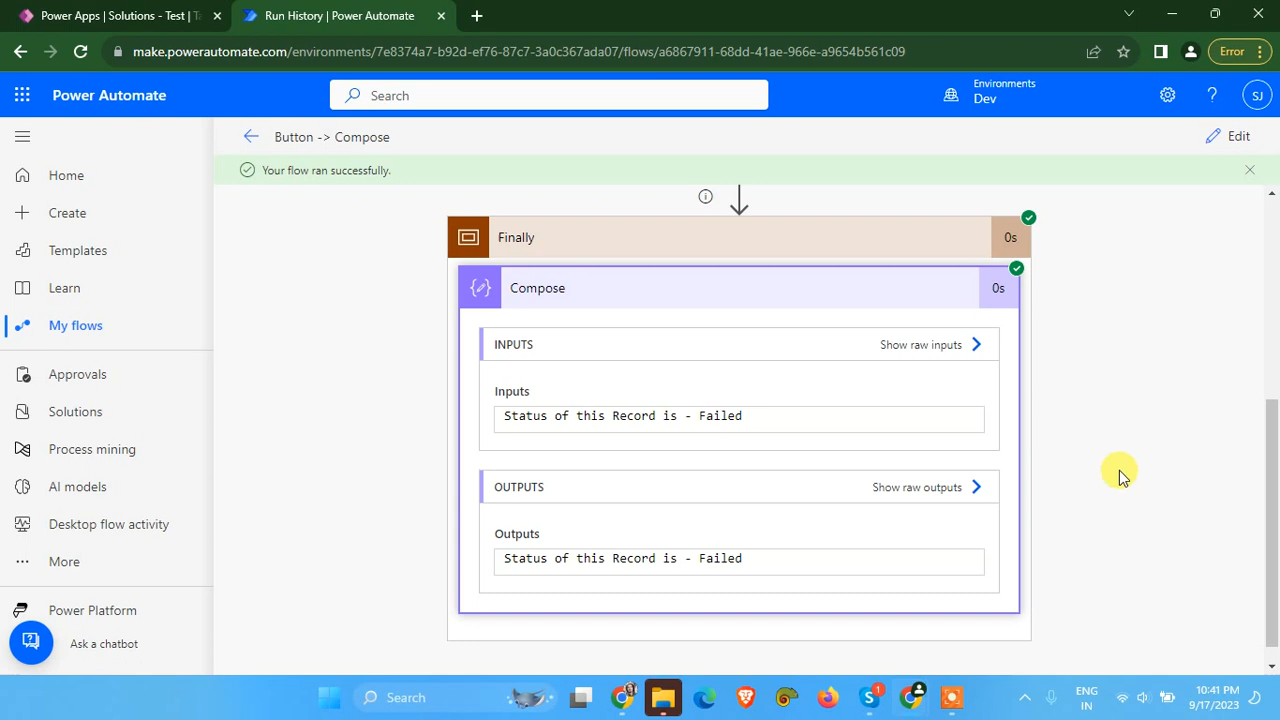 Power Apps | Solutions - Test | Ta
Run History | Power Automate
make.powerautomate.com/environments/7e8374a7-b92d-ef76-87c7-3a0c367ada07/flows/a6867911-68dd-41ae-966e-a9654b561c09
Error
Power Automate
Search
Environments
Dev
SJ
Button -> Compose
Edit
Your flow ran successfully.
Home
Create
Templates
Learn
My flows
Approvals
Solutions
Process mining
AI models
Desktop flow activity
More
Power Platform
Ask a chatbot
Finally
0s
Compose
0s
INPUTS
Show raw inputs
Inputs
Status of this Record is - Failed
OUTPUTS
Show raw outputs
Outputs
Status of this Record is - Failed
Search
1
ENG
IN
10:41 PM
9/17/2023